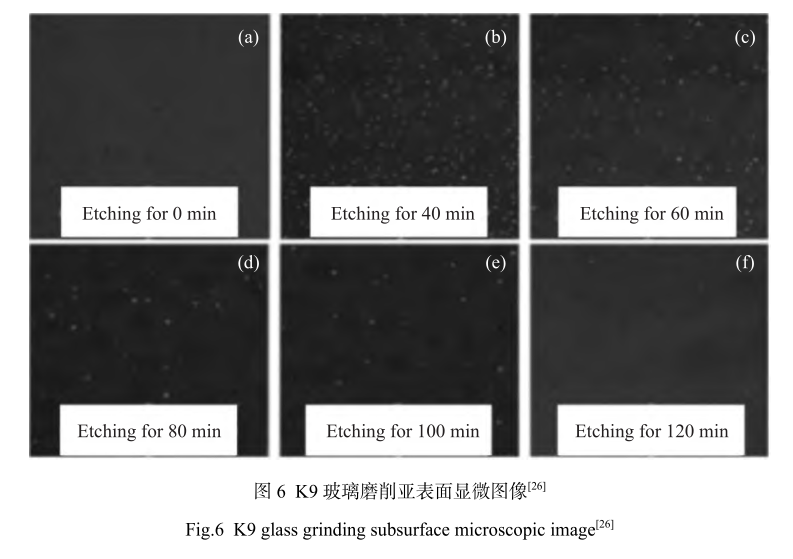 (a)
(b)
(c)
Etching for 0 min
Etching for 40 min
Etching for 60 min
(d)
(e)
(f)
Etching for 80 min
Etching for 100 min
Etching for 120 min
图 6 K9 玻璃磨削亚表面显微图像[26]
Fig.6 K9 glass grinding subsurface microscopic image[26]